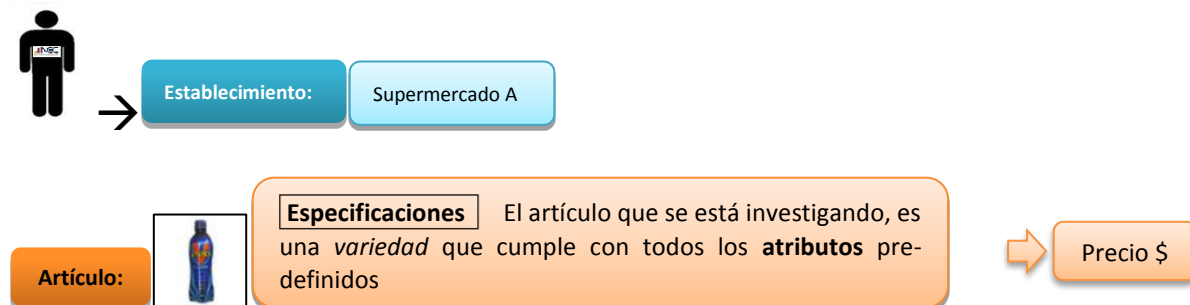 INEC
Establecimiento:
Supermercado A
Especificaciones El artículo que se está investigando, es
una variedad que cumple con todos los atributos pre-
definidos
Artículo:
Precio $